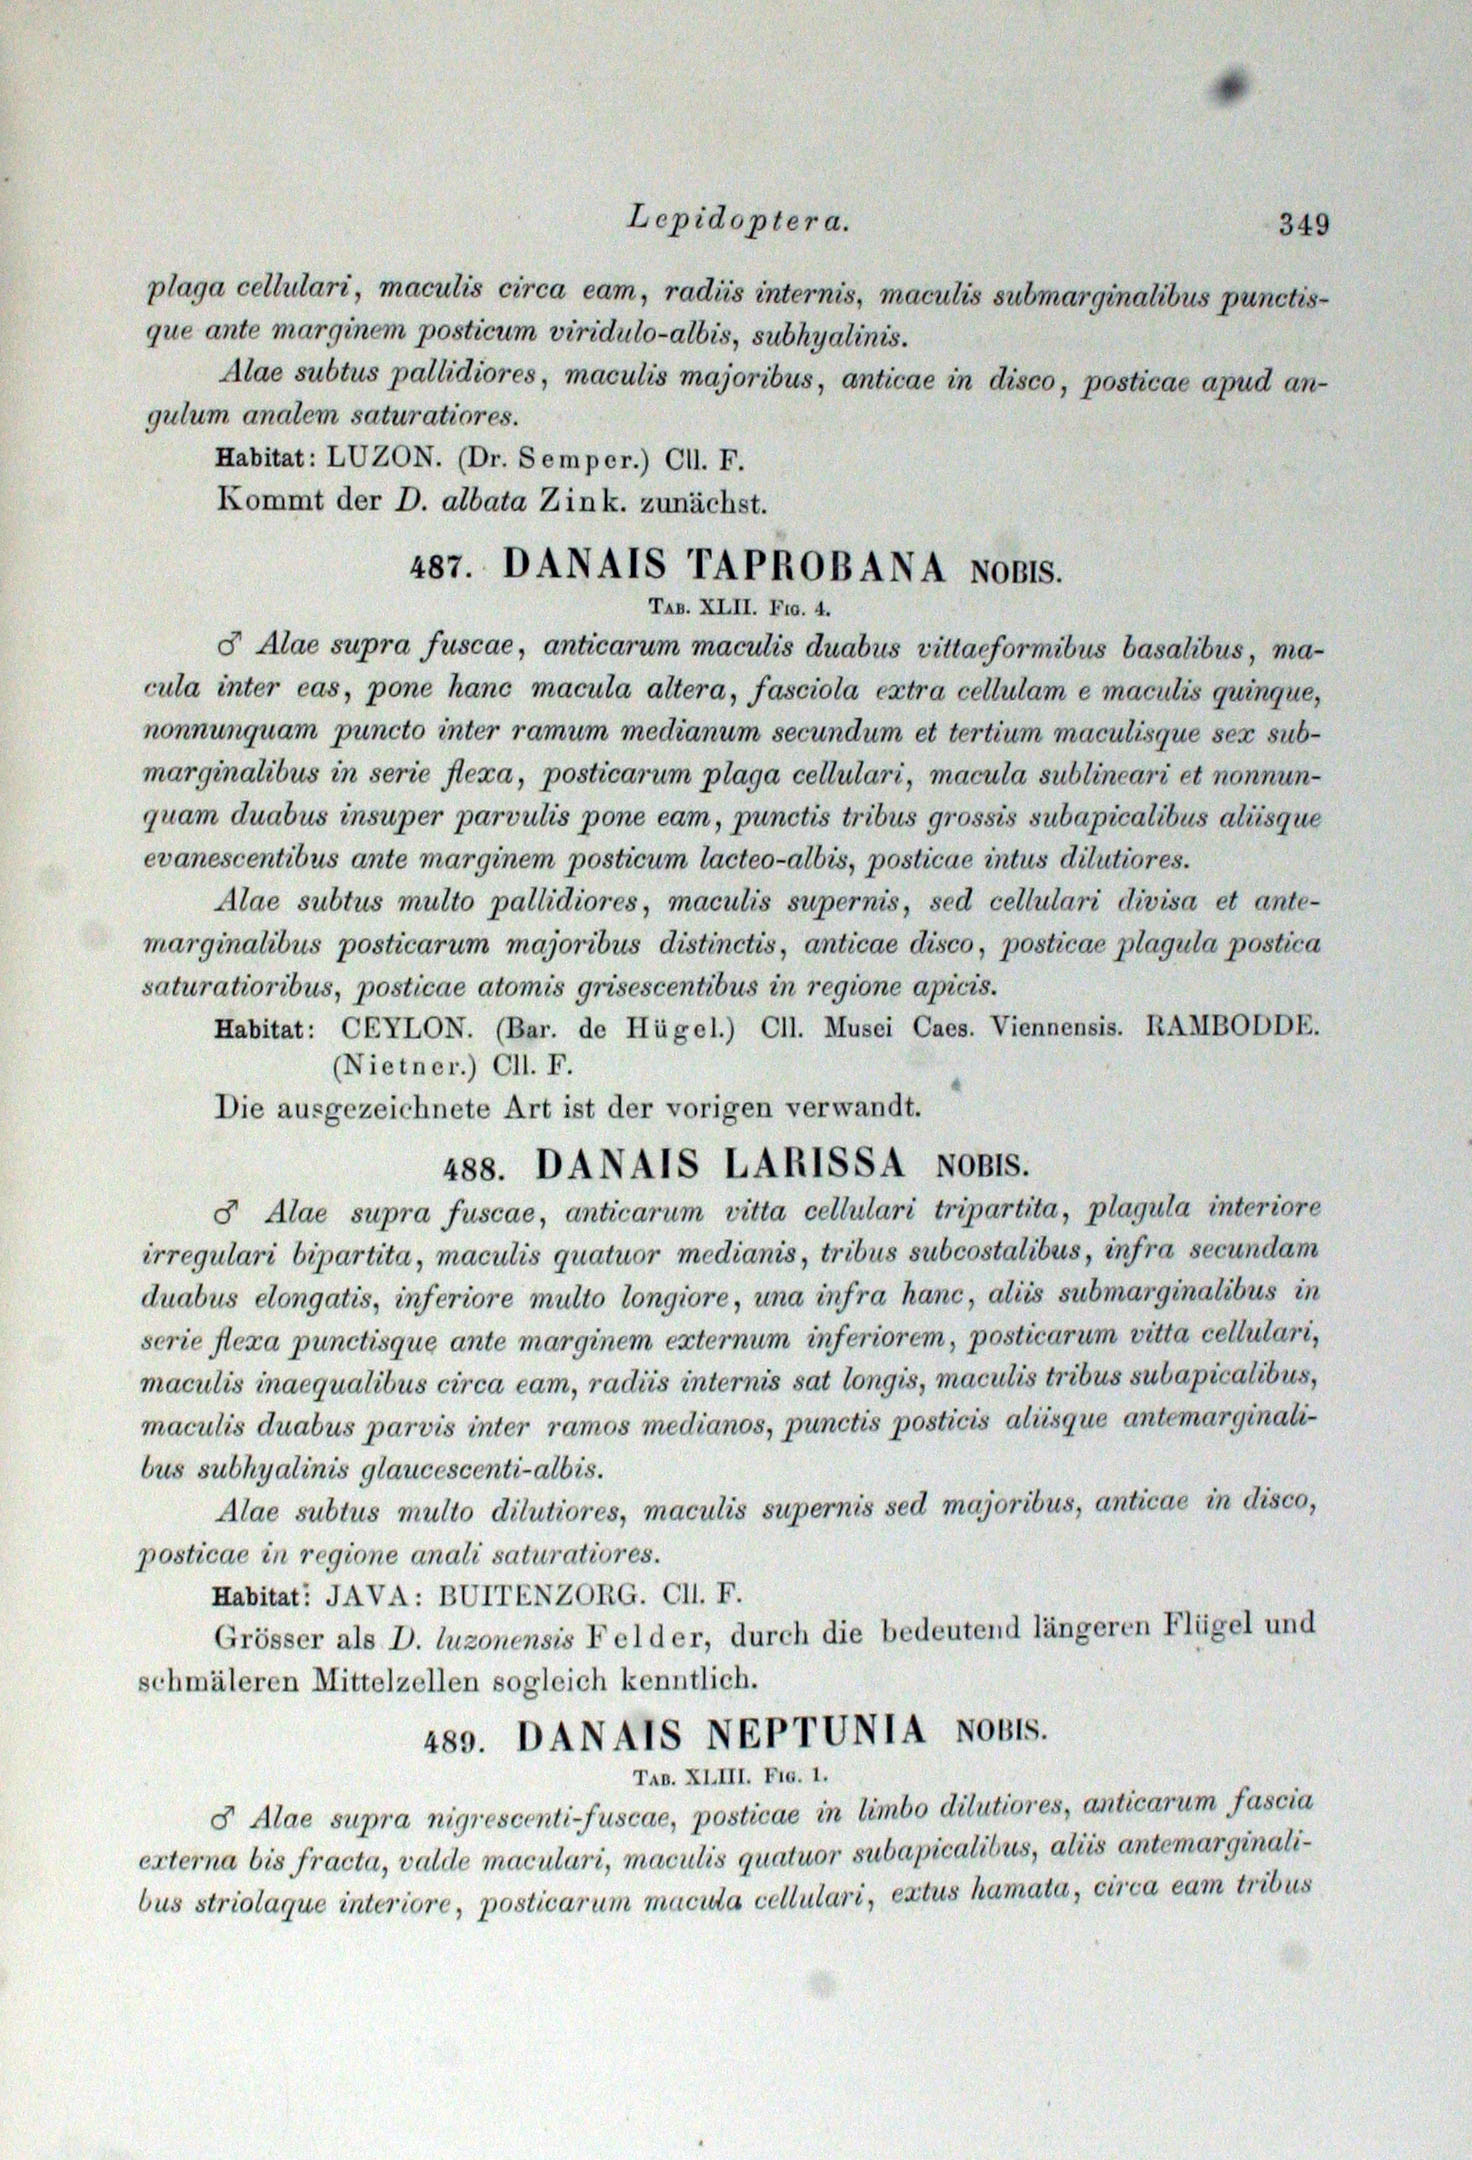 Lepidoptera. 349
plaga cellulari, maculis circa eam, radiis internis, maculis submarginalibus punctis-
que ante marginem posticum viridulo-albis, subhyalinis.
Alae subtus pallidiores, maculis majoribus, anticae in disco, posticae apud an-
gulum analem saturatiores.
Habitat: LUZON. (Dr. Semper.) Cll. F.
Kommt der D. albata Zink. zunächst.
487. DANAIS TAPROBANA NOBIS.
TAB. XLII. FIG. 4.
♂ Alae supra fuscae, anticarum maculis duabus vittaeformibus basalibus, ma-
cula inter eas, pone hanc macula altera, fasciola extra cellulam e maculis quinque,
nonnunquam puncto inter ramum medianum secundum et tertium maculisque sex sub-
marginalibus in serie flexa, posticarum plaga cellulari, macula sublineari et nonnun-
quam duabus insuper parvulis pone eam, punctis tribus grossis subapicalibus aliisque
evanescentibus ante marginem posticum lacteo-albis, posticae intus dilutiores.
Alae subtus multo pallidiores, maculis supernis, sed cellulari divisa et ante-
marginalibus posticarum majoribus distinctis, anticae disco, posticae plagula postica
saturatioribus, posticae atomis grisescentibus in regione apicis.
Habitat: CEYLON. (Bar. de Hügel.) Cll. Musei Caes. Viennensis. RAMBODDE.
(Nietner.) Cll. F.
Die ausgezeichnete Art ist der vorigen verwandt.
488. DANAIS LARISSA NOBIS.
♂ Alae supra fuscae, anticarum vitta cellulari tripartita, plagula interiore
irregulari bipartita, maculis quatuor medianis, tribus subcostalibus, infra secundam
duabus elongatis, inferiore multo longiore, una infra hanc, aliis submarginalibus in
serie flexa punctisque ante marginem externum inferiorem, posticarum vitta cellulari,
maculis inaequalibus circa eam, radiis internis sat longis, maculis tribus subapicalibus,
maculis duabus parvis inter ramos medianos, punctis posticis aliisque antemarginali-
bus subhyalinis glaucescenti-albis.
Alae subtus multo dilutiores, maculis supernis sed majoribus, anticae in disco,
posticae in regione anali saturatiores.
Habitat: JAVA: BUITENZORG. Cll. F.
Grösser als D. luzonensis Felder, durch die bedeutend längeren Flügel und
schmäleren Mittelzellen sogleich kenntlich.
489. DANAIS NEPTUNIA NOBIS.
TAB. XLIII. FIG. 1.
♂ Alae supra nigrescenti-fuscae, posticae in limbo dilutiores, anticarum fascia
externa bis fracta, valde maculari, maculis quatuor subapicalibus, aliis antemarginali-
bus striolaque interiore, posticarum macula cellulari, extus hamata, circa eam tribus